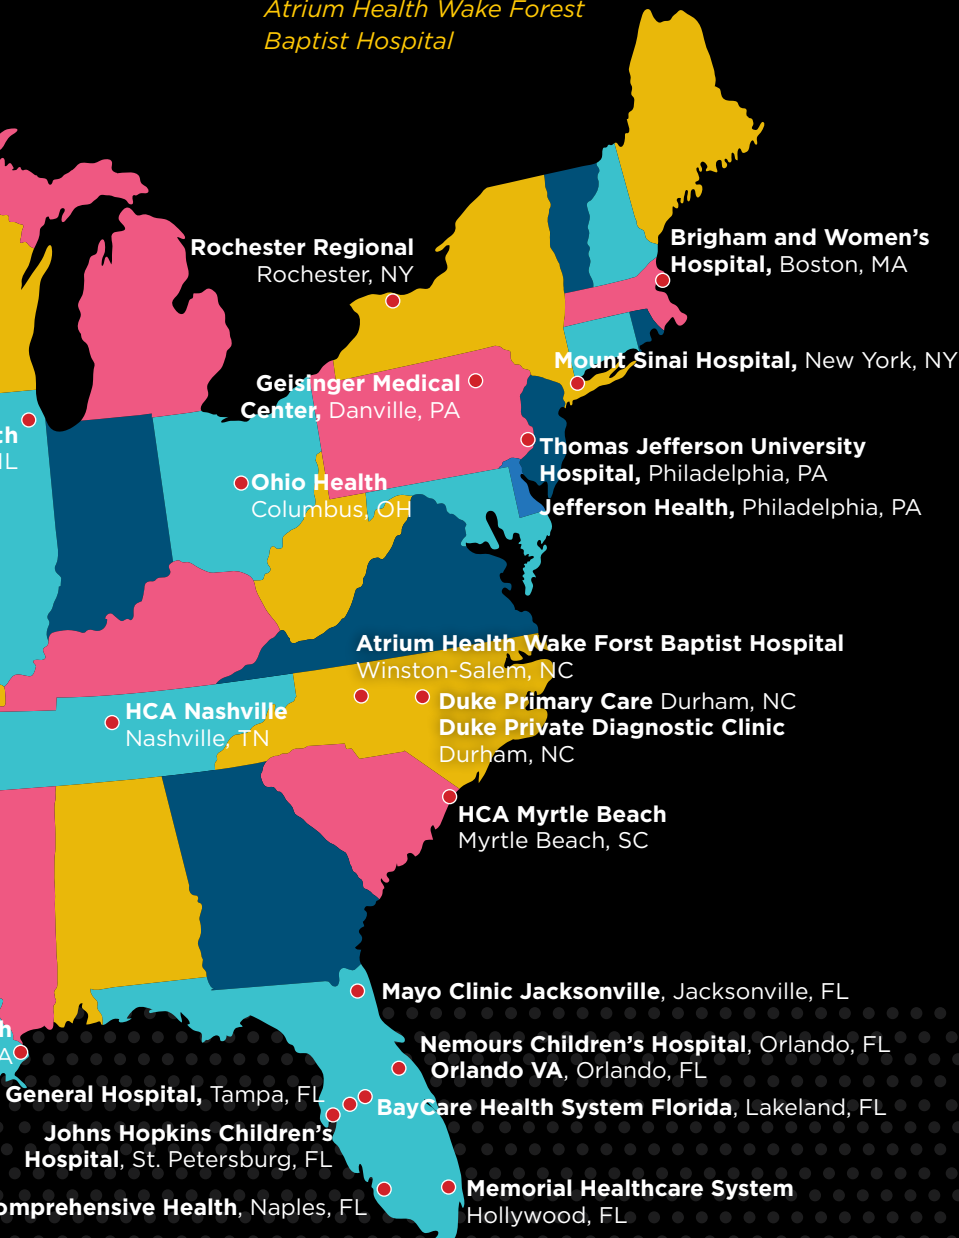 Atrium Health Wake Forest
Baptist Hospital
Rochester Regional
Rochester, NY
Brigham and Women’s
Hospital, Boston, MA
Mount Sinai Hospital, New York, NY
Geisinger Medical
Center, Danville, PA
th
IL
Thomas Jefferson University
Hospital, Philadelphia, PA
Ohio Health
Columbus, OH
Jefferson Health, Philadelphia, PA
Atrium Health Wake Forst Baptist Hospital
Winston-Salem, NC
Duke Primary Care Durham, NC
Duke Private Diagnostic Clinic
Durham, NC
HCA Nashville
Nashville, TN
HCA Myrtle Beach
Myrtle Beach, SC
Mayo Clinic Jacksonville, Jacksonville, FL
h
A
Nemours Children’s Hospital, Orlando, FL
Orlando VA, Orlando, FL
General Hospital, Tampa, FL
BayCare Health System Florida, Lakeland, FL
Johns Hopkins Children’s
Hospital, St. Petersburg, FL
omprehensive Health, Naples, FL
Memorial Healthcare System
Hollywood, FL